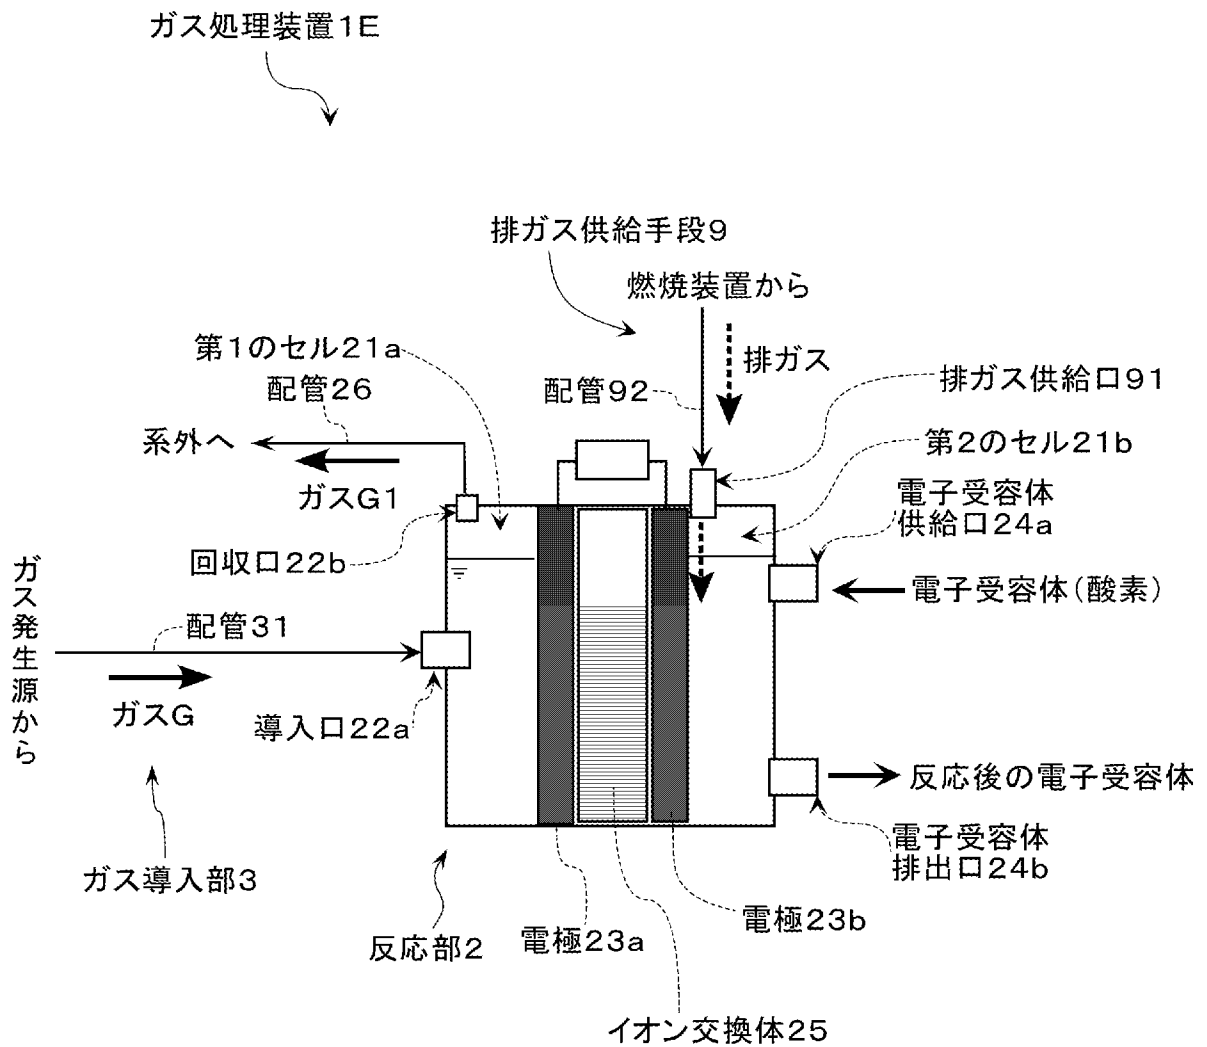 ガス処理装置1E
排ガス供給手段9
燃焼装置から
第1のセル21a
排ガス
配管26
配管92
排ガス供給口91
系外へ
第2のセル21b
ガスG1
電子受容体
供給口24a
回収口22b
電子受容体(酸素)
ガス発生源から
配管31
ガスG
導入口22a
反応後の電子受容体
電子受容体
排出口24b
ガス導入部3
電極23b
反応部2
電極23a
イオン交換体25